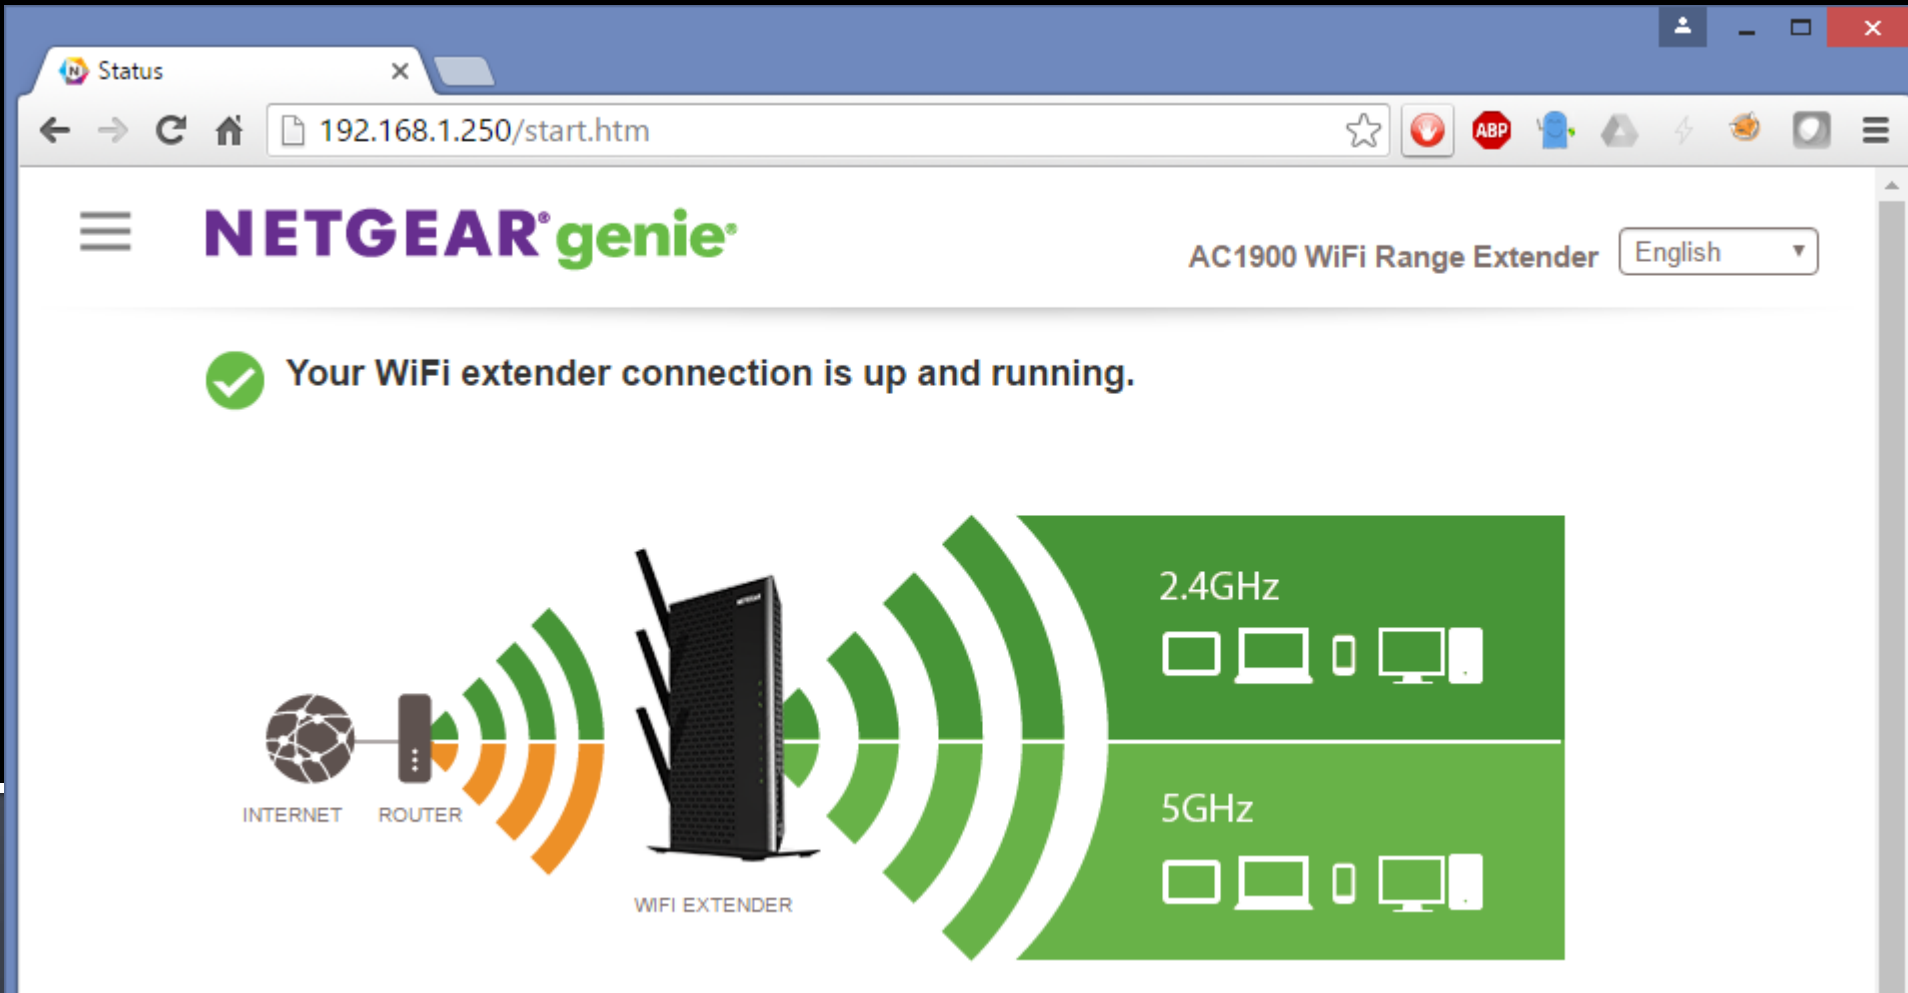 Status
192.168.1.250/start.htm
ABP
NETGEAR® genie®
AC1900 WiFi Range Extender
English
Your WiFi extender connection is up and running.
2.4GHz
NETGEAR
INTERNET
ROUTER
5GHz
WIFI EXTENDER